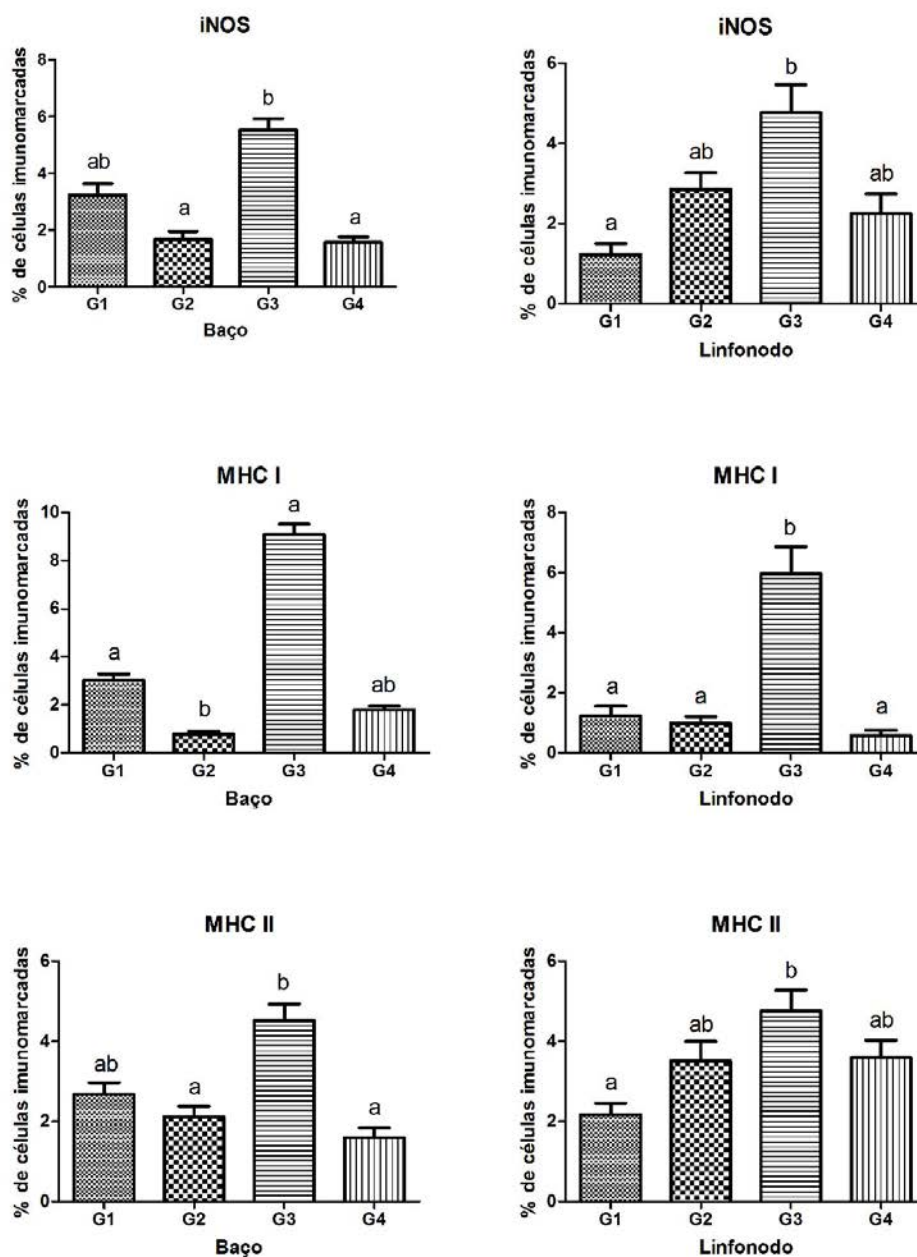 iNOS
% de células imunomarcadas
8
6
4
2
0
ab
a
b
a
G1 G2 G3 G4
Baço
iNOS
% de células imunomarcadas
6
4
2
0
a
ab
b
ab
G1 G2 G3 G4
Linfonodo
MHC I
% de células imunomarcadas
10
8
6
4
2
0
a
b
a
ab
G1 G2 G3 G4
Baço
MHC I
% de células imunomarcadas
8
6
4
2
0
a
a
b
a
G1 G2 G3 G4
Linfonodo
MHC II
% de células imunomarcadas
6
4
2
0
ab
a
b
a
G1 G2 G3 G4
Baço
MHC II
% de células imunomarcadas
6
4
2
0
a
ab
b
ab
G1 G2 G3 G4
Linfonodo